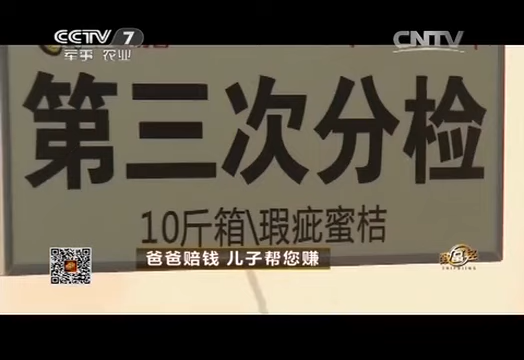 CCTV 7
CNTV
军事 农业
第三次分检
10斤箱\瑕疵蜜桔
爸爸赔钱 儿子帮您赚